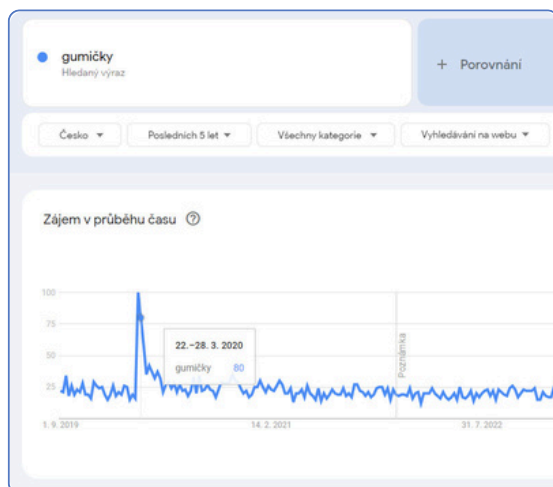 gumičky
Hledaný výraz
+ Porovnání
Česko
Posledních 5 let
Všechny kategorie
Vyhledávání na webu
Zájem v průběhu času
100
75
50
25
22.–28. 3. 2020
gumičky 80
Poznámka
1. 9. 2019
14. 2. 2021
31. 7. 2022